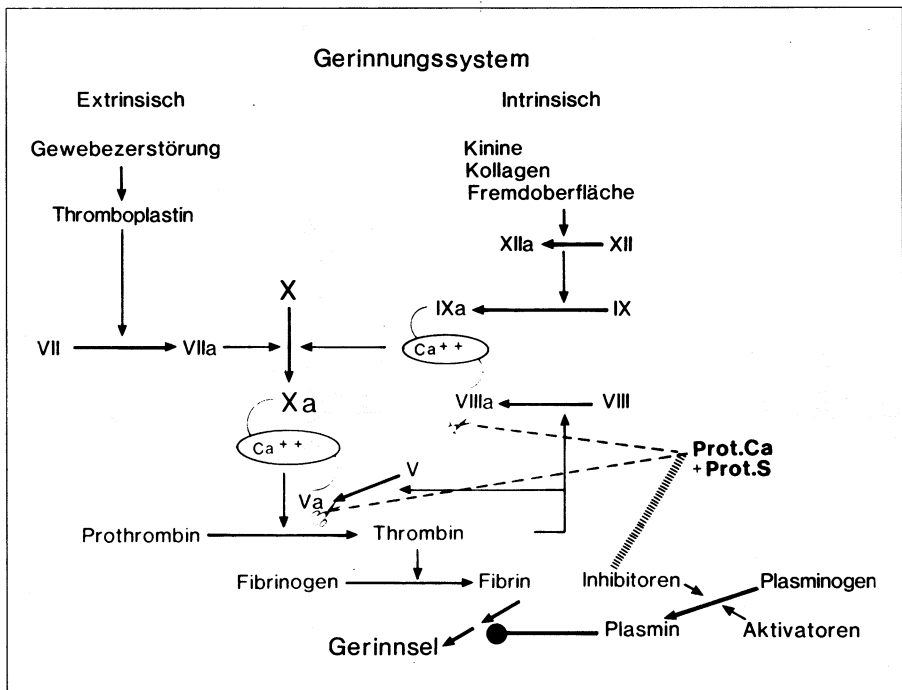 Gerinnungssystem
Extrinsisch
Intrinsisch
Gewebezerstörung
Kinine
Kollagen
Fremdoberfläche
Thromboplastin
XIIa
XII
X
IXa
IX
VII
VIIa
Ca++
Xa
VIIIa
VIII
Ca++
V
Prot.Ca
+Prot.S
Va
Prothrombin
Thrombin
Fibrinogen
Fibrin
Inhibitoren
Plasminogen
Gerinnsel
Plasmin
Aktivatoren